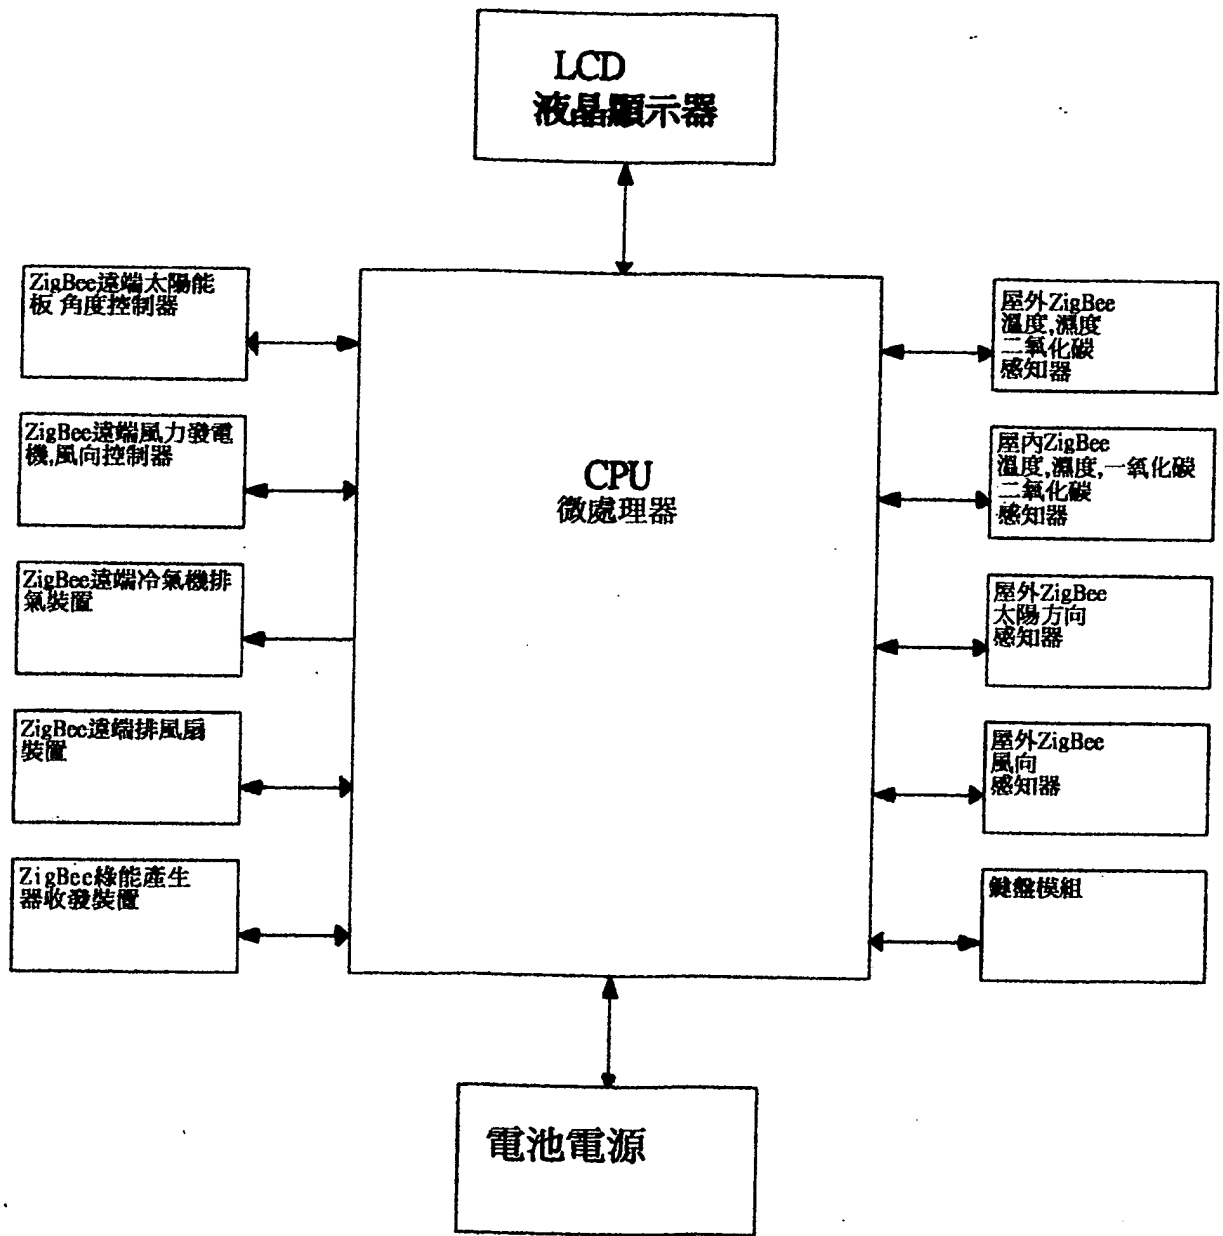 LCD
液晶顯示器
ZigBee遠端太陽能
板 角度控制器
ZigBee遠端風力發電
機,風向控制器
ZigBee遠端冷氣機排
氣裝置
ZigBee遠端排風扇
裝置
ZigBee綠能產生
器收發裝置
CPU
微處理器
屋外ZigBee
溫度,濕度
二氧化碳
感知器
屋內ZigBee
溫度,濕度,一氧化碳
二氧化碳
感知器
屋外ZigBee
太陽方向
感知器
屋外ZigBee
風向
感知器
鍵盤模組
電池電源